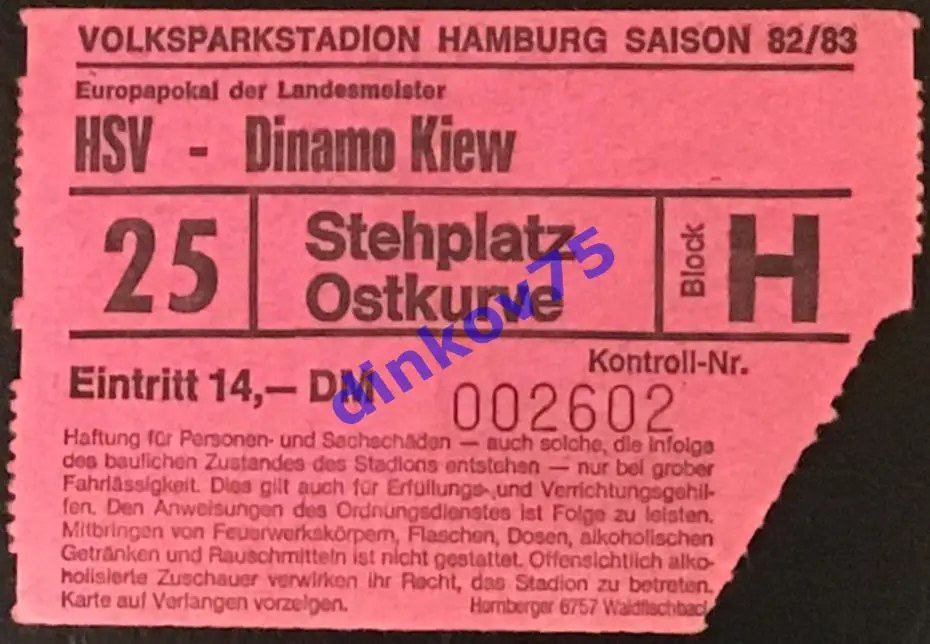 VOLKSPARKSTADION HAMBURG SAISON 82/83
Europapokal der Landesmeister
HSV - Dinamo Kiew
25 Stehplatz Ostkurve Block H
Kontroll-Nr.
Eintritt 14,— DM 002602
Haftung für Personen- und Sachschäden — auch solche, die infolge
des baulichen Zustandes des Stadions entstehen — nur bei grober
Fahrlässigkeit. Dies gilt auch für Erfüllungs- und Verrichtungsgehil-
fen. Den Anweisungen des Ordnungsdienstes ist Folge zu leisten.
Mitbringen von Feuerwerkskörpern, Flaschen, Dosen, alkoholischen
Getränken und Rauschmitteln ist nicht gestattet. Offensichtlich alko-
holisierte Zuschauer verwirken ihr Recht, das Stadion zu betreten.
Karte auf Verlangen vorzeigen. Hornberger 6757 Waldfischbach
dinkov75